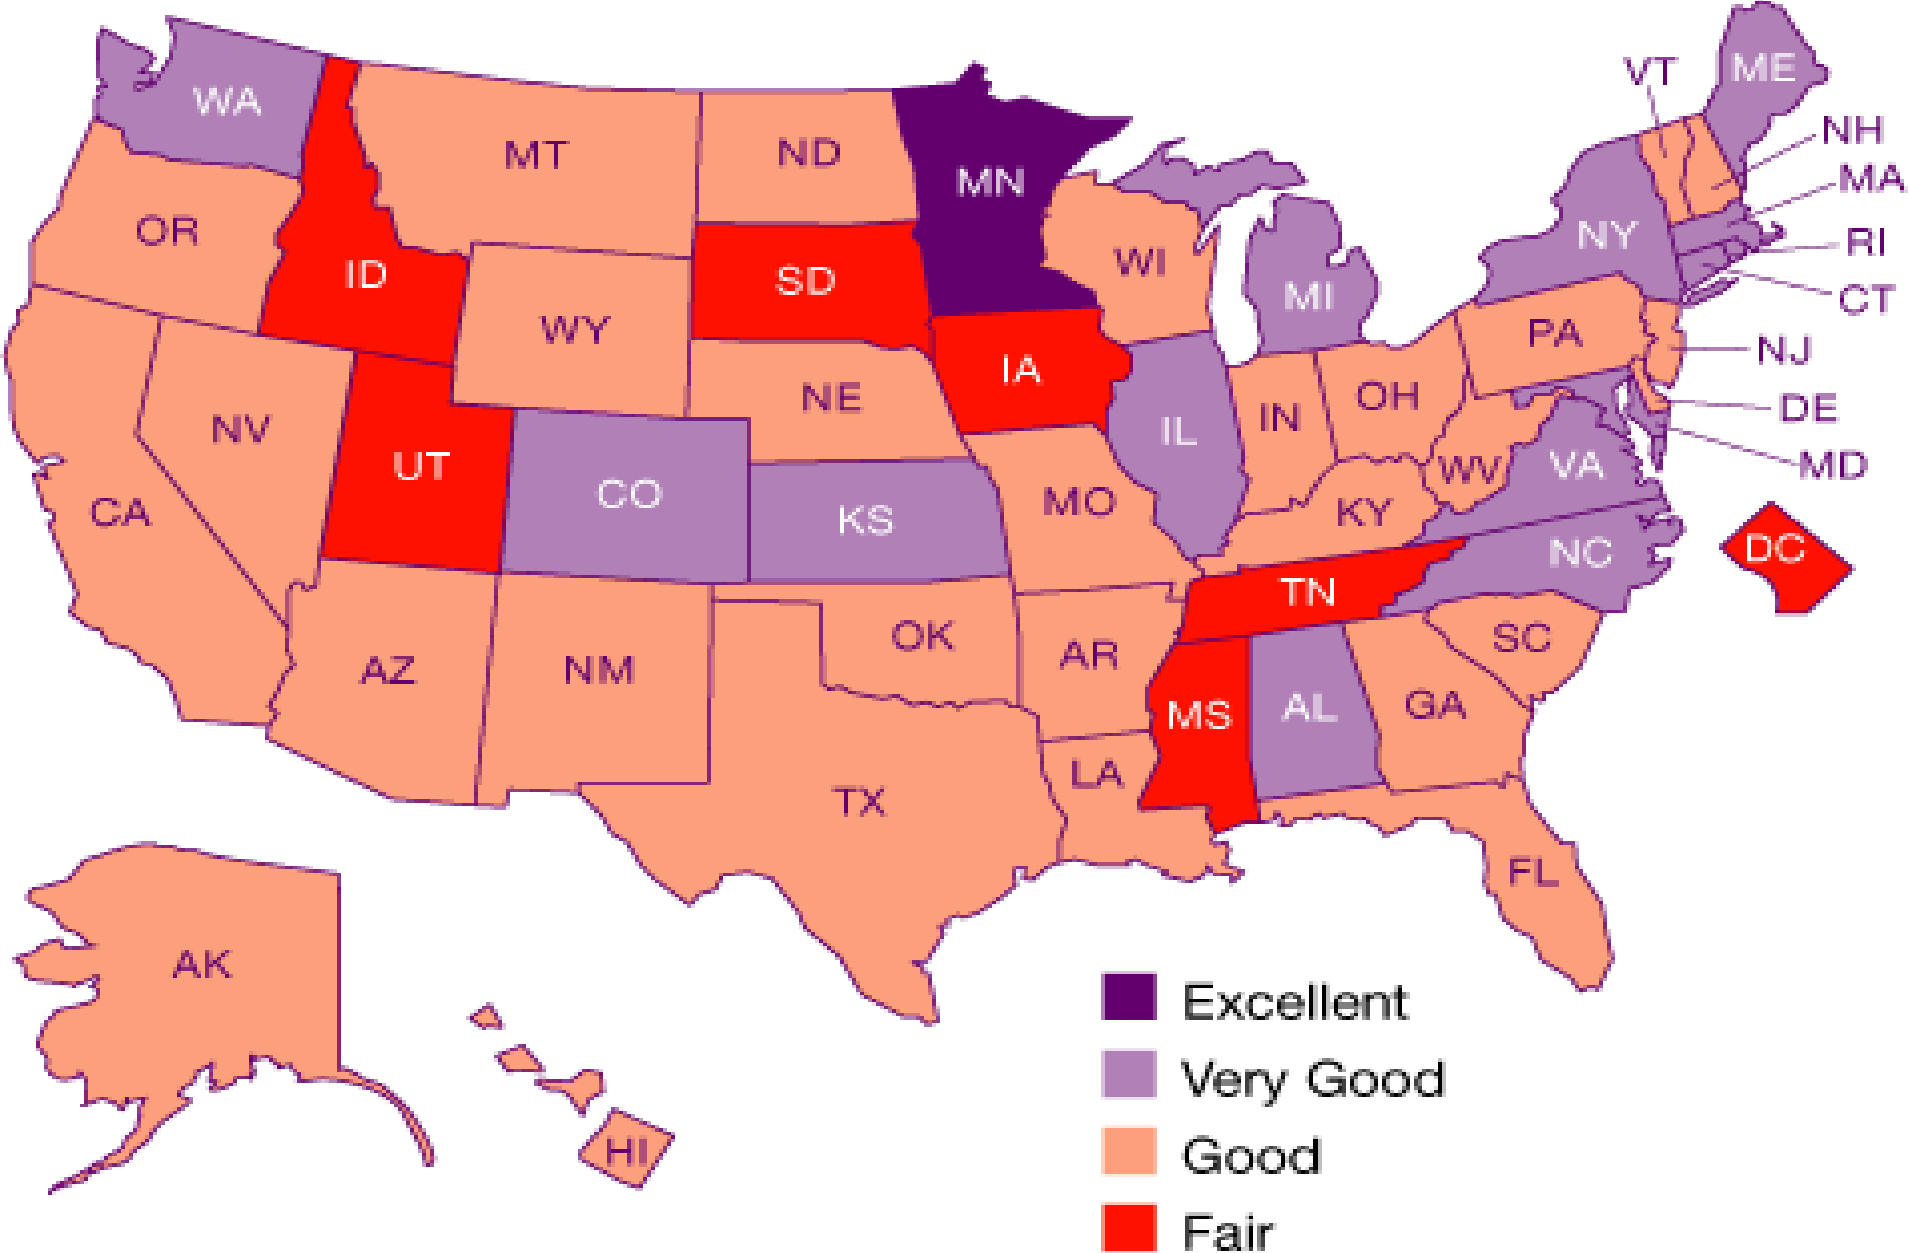 ME
VT
WA
NH
MT
ND
MN
MA
OR
NY
RI
WI
ID
SD
MI
CT
WY
PA
NJ
IA
NE
OH
DE
IN
NV
IL
UT
WV
VA
MD
CO
MO
CA
KS
KY
NC
DC
TN
OK
SC
AR
AZ
NM
GA
MS
AL
LA
TX
FL
AK
HI
Excellent
Very Good
Good
Fair